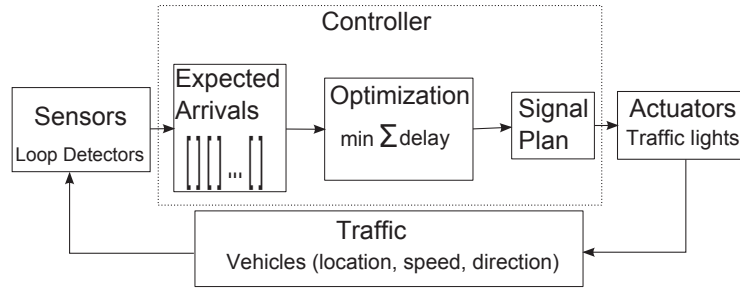 Controller
Expected
Arrivals
[ ] [ ] [ ] ... [ ]
Optimization
min Σ delay
Signal
Plan
Sensors
Loop Detectors
Actuators
Traffic lights
Traffic
Vehicles (location, speed, direction)